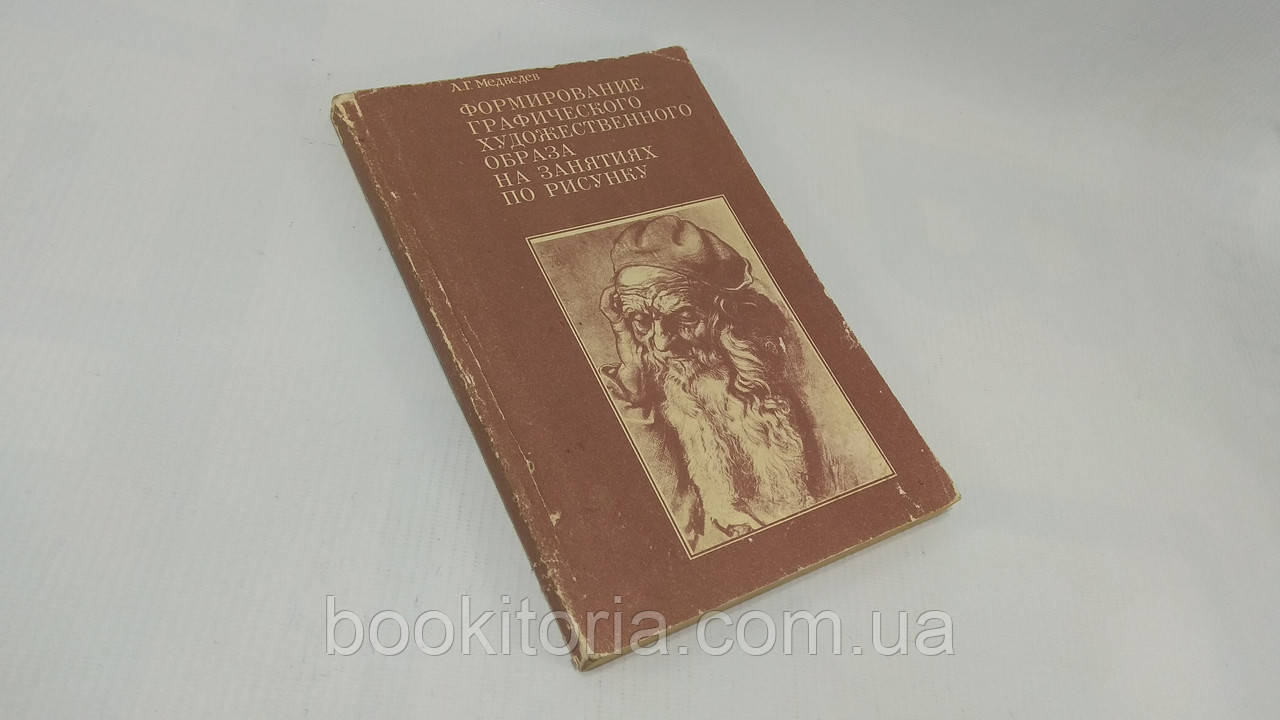 Л.Г. Медведев
ФОРМИРОВАНИЕ
ГРАФИЧЕСКОГО
ХУДОЖЕСТВЕННОГО
ОБРАЗА
НА ЗАНЯТИЯХ
ПО РИСУНКУ
bookitoria.com.ua